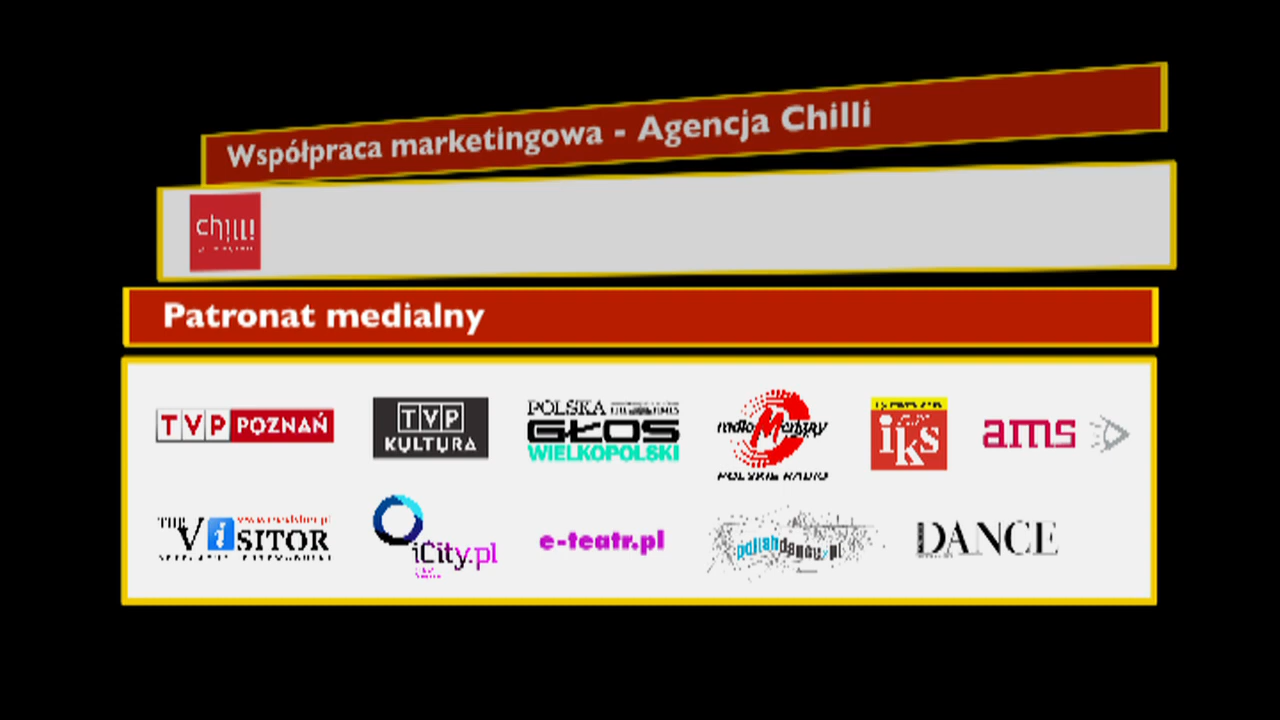 Współpraca marketingowa - Agencja Chilli
chilli
Patronat medialny
TVP POZNAŃ
TVP
KULTURA
POLSKA
GŁOS
WIELKOPOLSKI
radio Merkury
POLSKIE RADIO
iks
ams
THE
VISITOR
iCity.pl
e-teatr.pl
polishdance.pl
DANCE